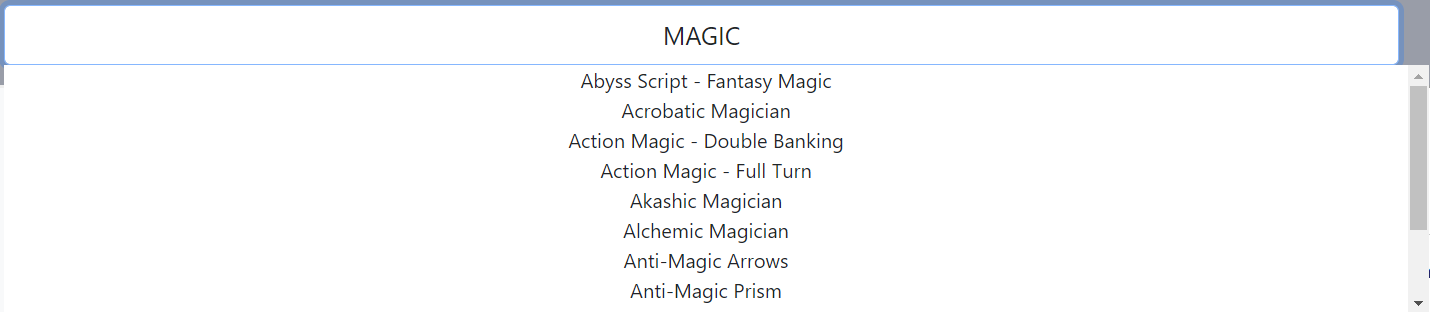 MAGIC
Abyss Script - Fantasy Magic
Acrobatic Magician
Action Magic - Double Banking
Action Magic - Full Turn
Akashic Magician
Alchemic Magician
Anti-Magic Arrows
Anti-Magic Prism